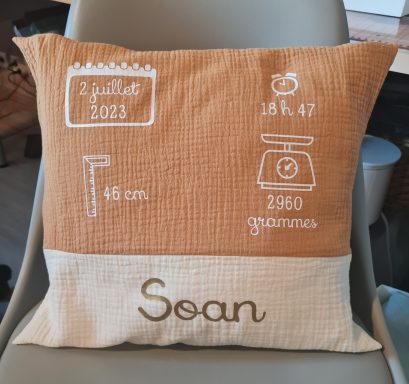 2 juillet
2023
18 h 47
46 cm
2960
grammes
Soan